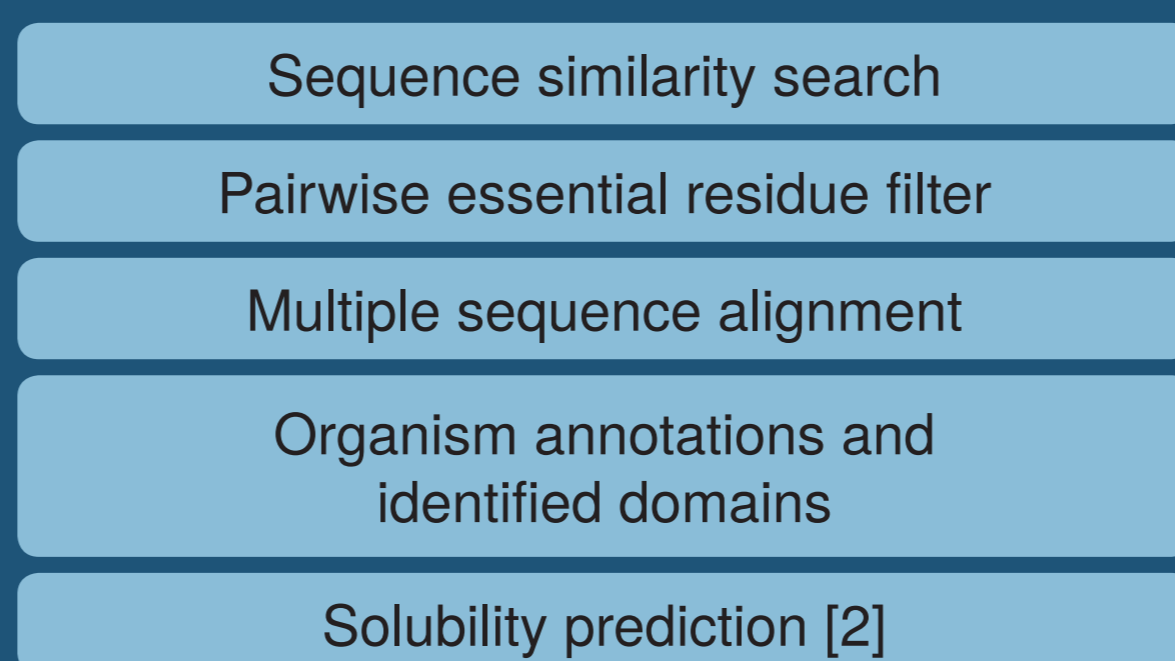 Sequence similarity search
Pairwise essential residue filter
Multiple sequence alignment
Organism annotations and
identified domains
Solubility prediction [2]